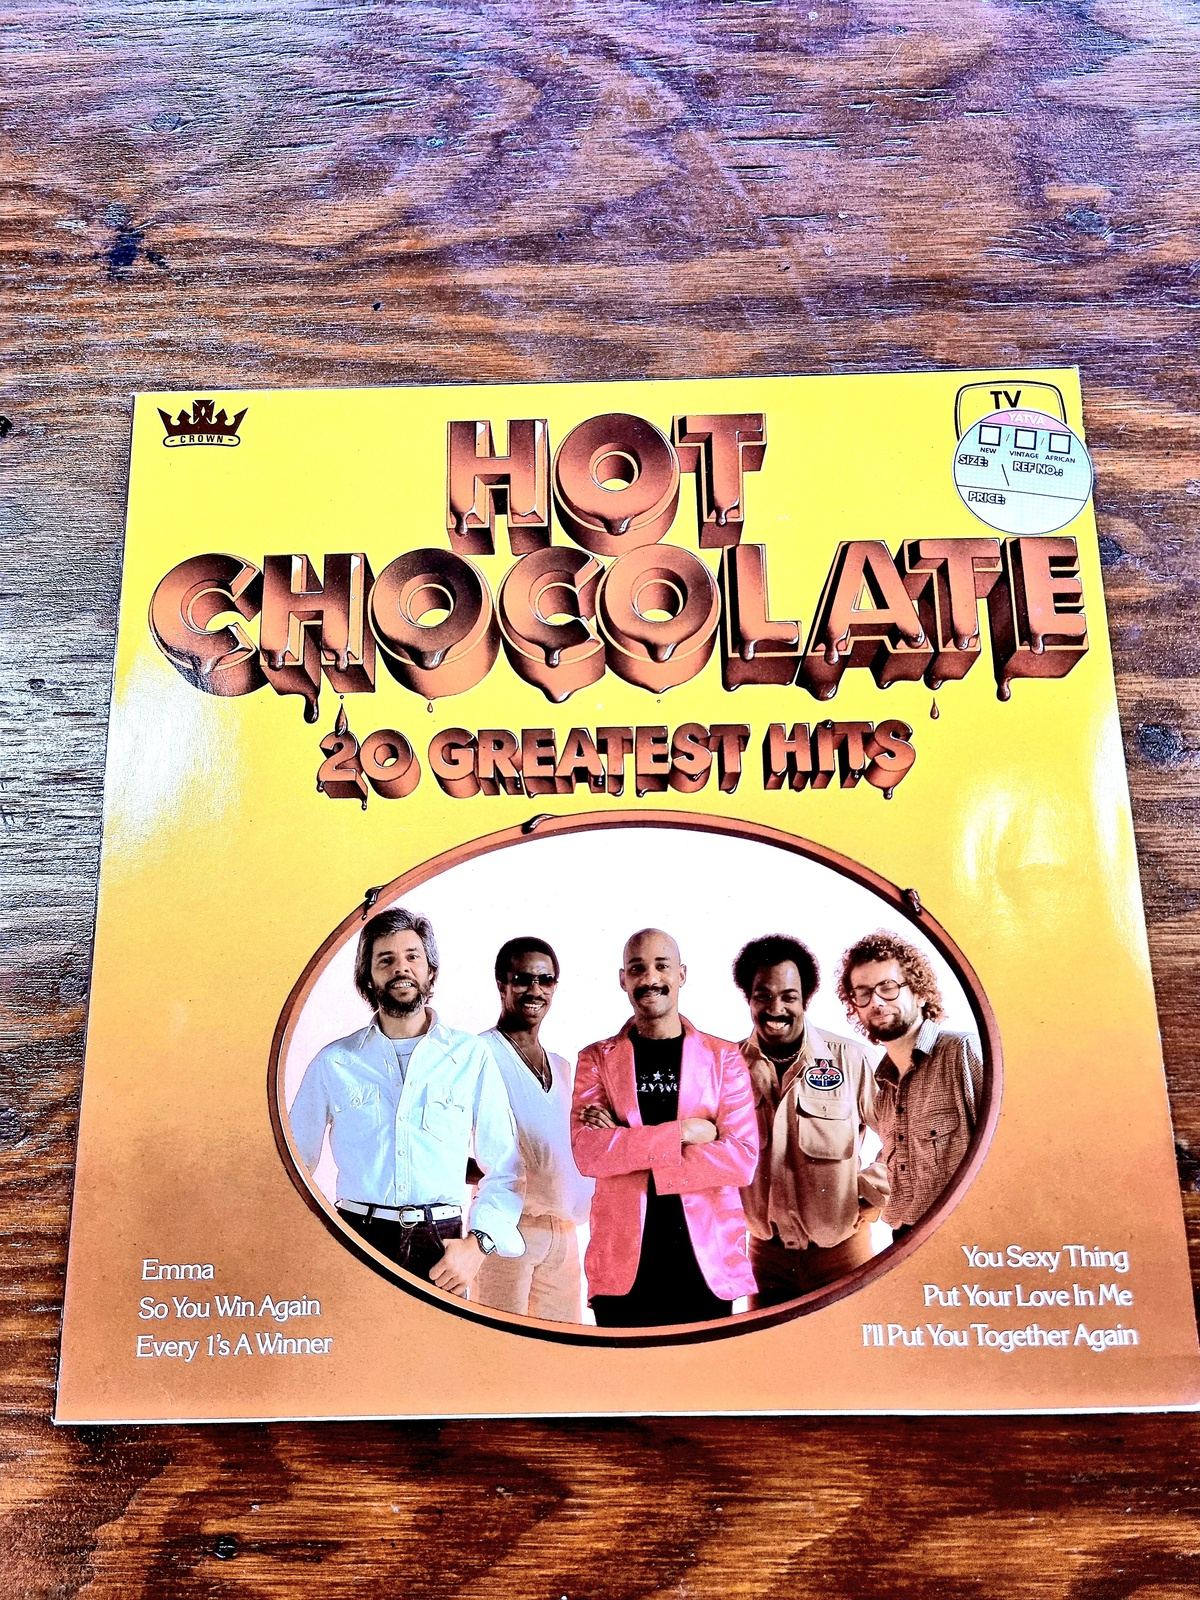 CROWN
TV
YATVA
NEW / VINTAGE / AFRICAN
SIZE: \ REF NO.:
PRICE:
HOT
CHOCOLATE
20 GREATEST HITS
Emma
So You Win Again
Every 1's A Winner
You Sexy Thing
Put Your Love In Me
I'll Put You Together Again